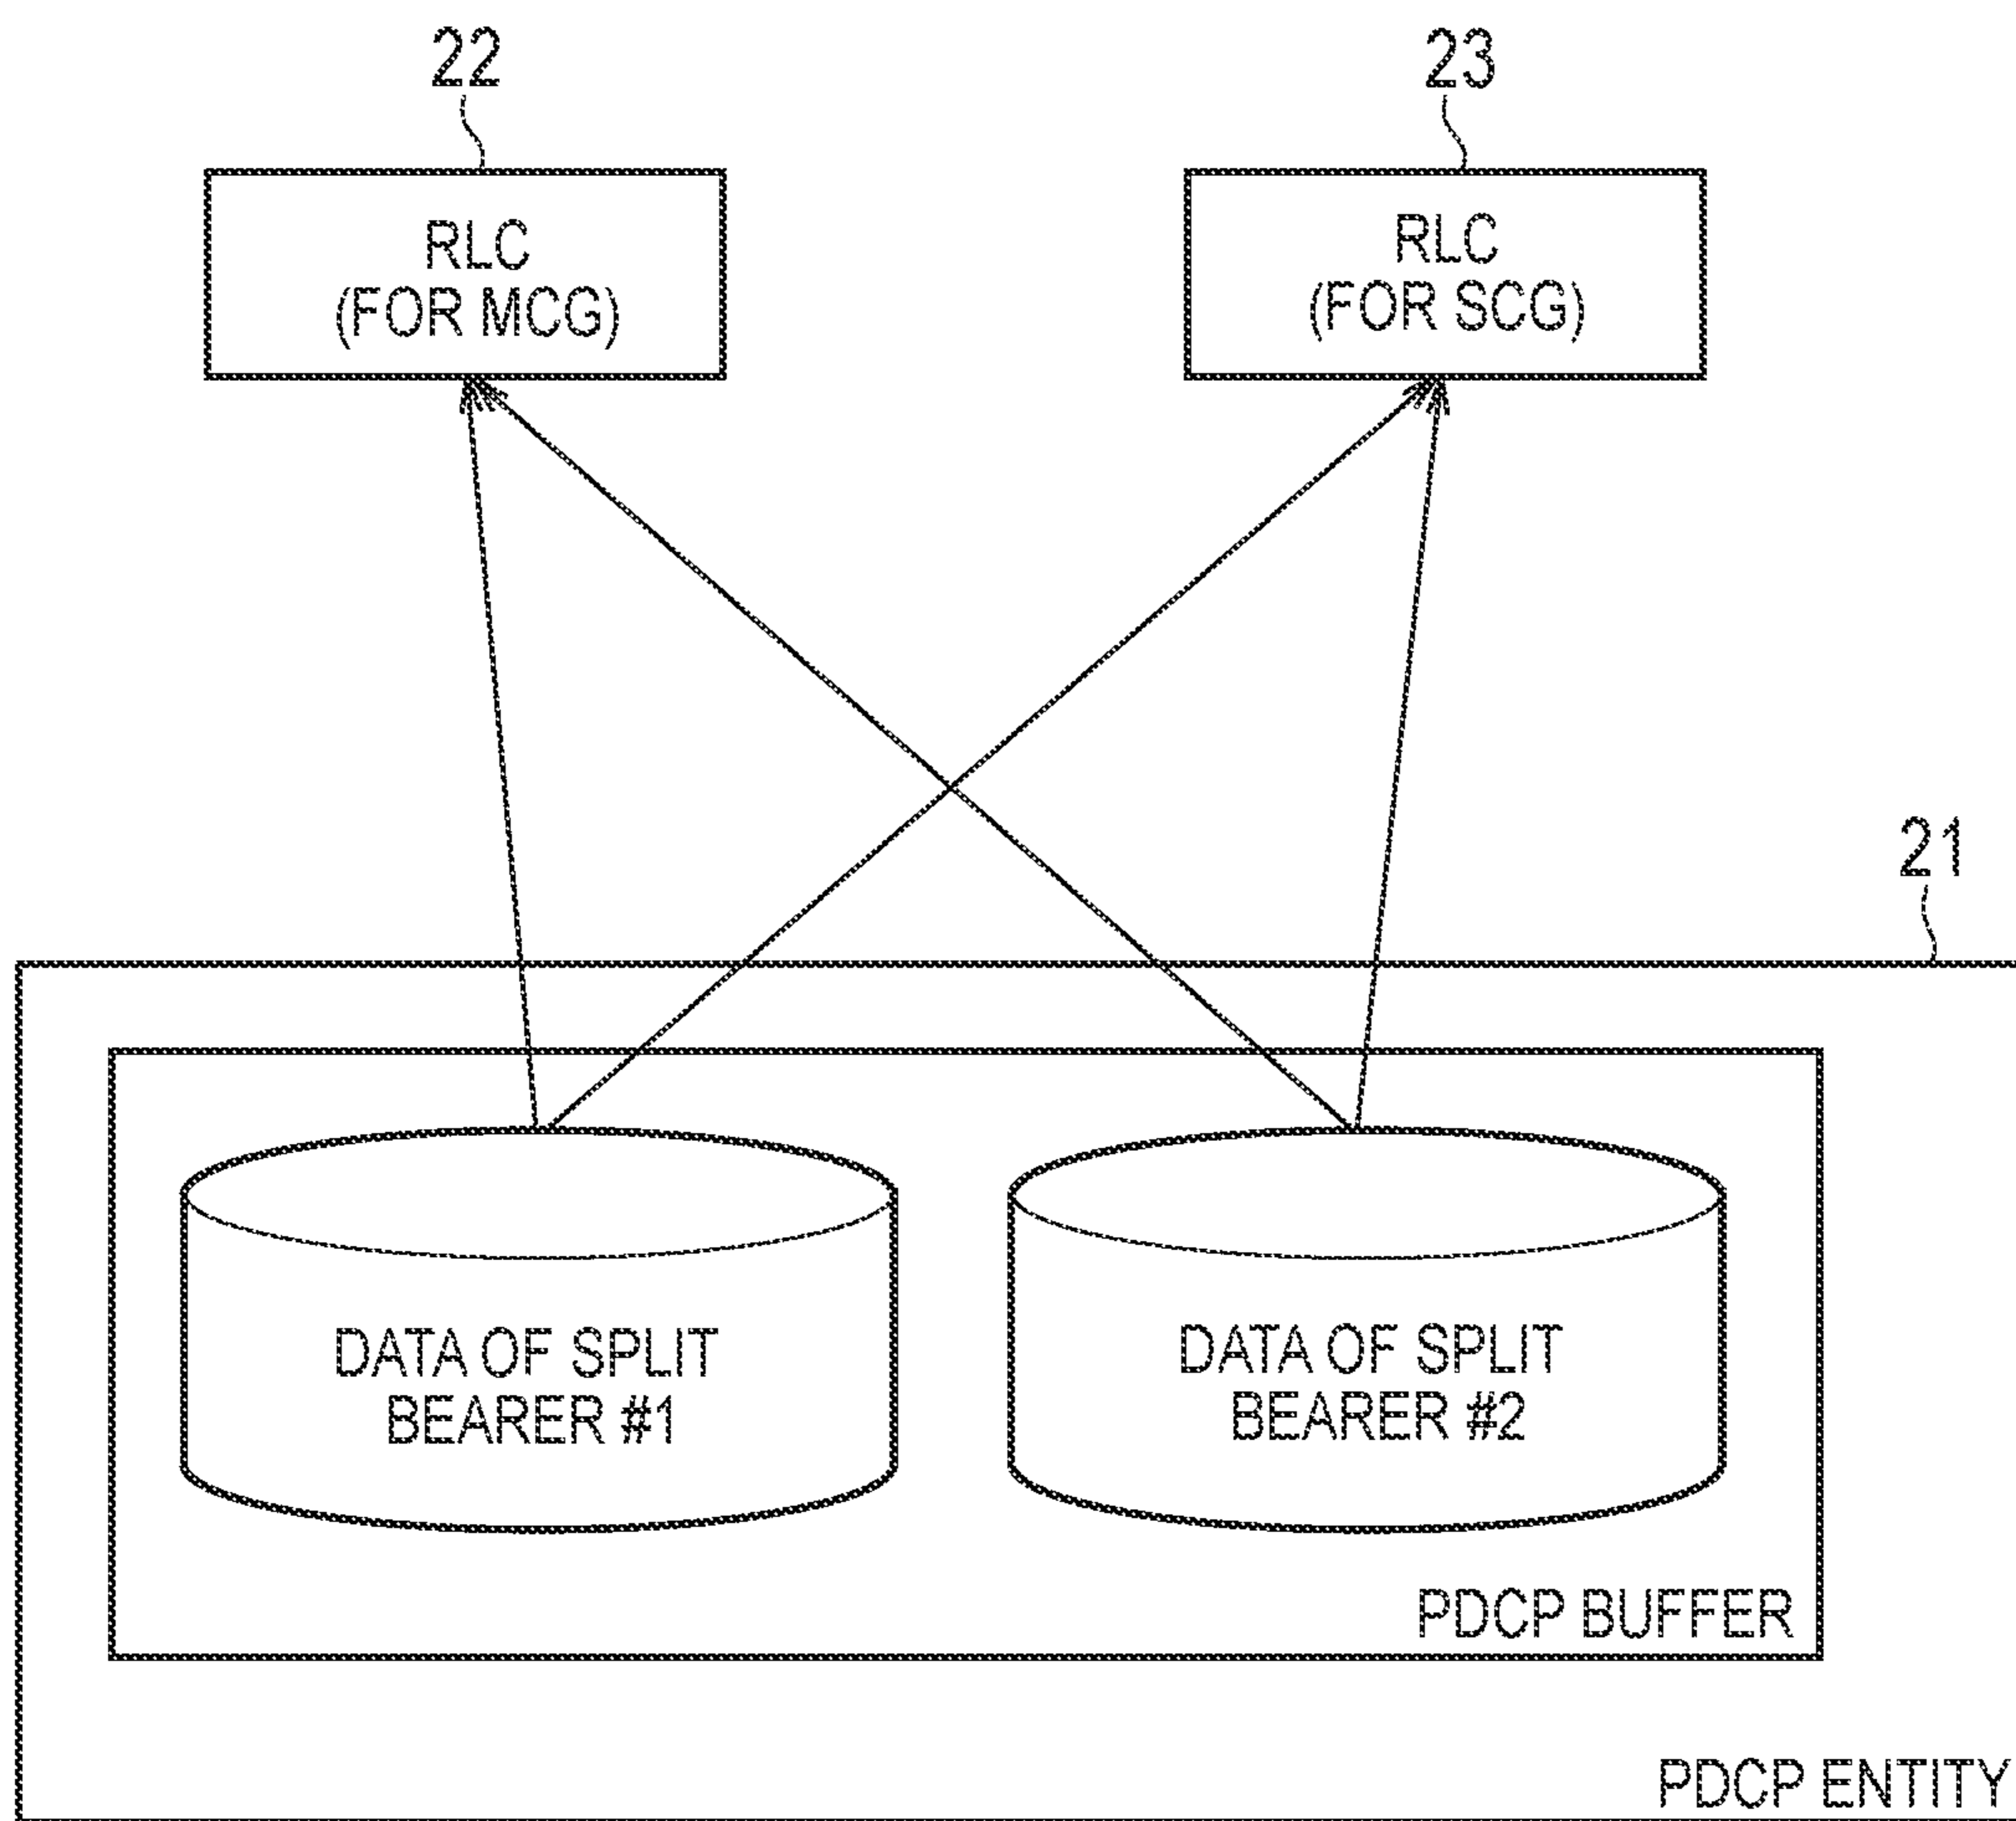 22
23
RLC
(FOR MCG)
RLC
(FOR SCG)
21
DATA OF SPLIT
BEARER #1
DATA OF SPLIT
BEARER #2
PDCP BUFFER
PDCP ENTITY